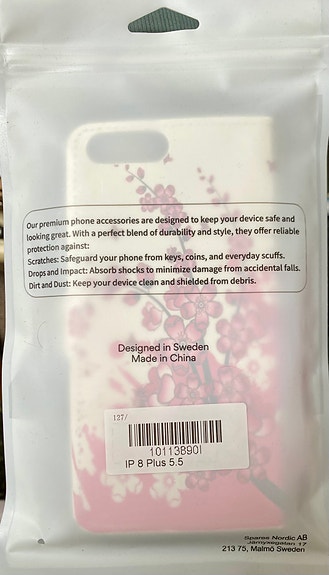 Our premium phone accessories are designed to keep your device safe and
looking great. With a perfect blend of durability and style, they offer reliable
protection against:
Scratches: Safeguard your phone from keys, coins, and everyday scuffs.
Drops and Impact: Absorb shocks to minimize damage from accidental falls.
Dirt and Dust: Keep your device clean and shielded from debris.
Designed in Sweden
Made in China
127/
10113890I
IP 8 Plus 5.5
Spares Nordic AB
213 75, Malmö Sweden